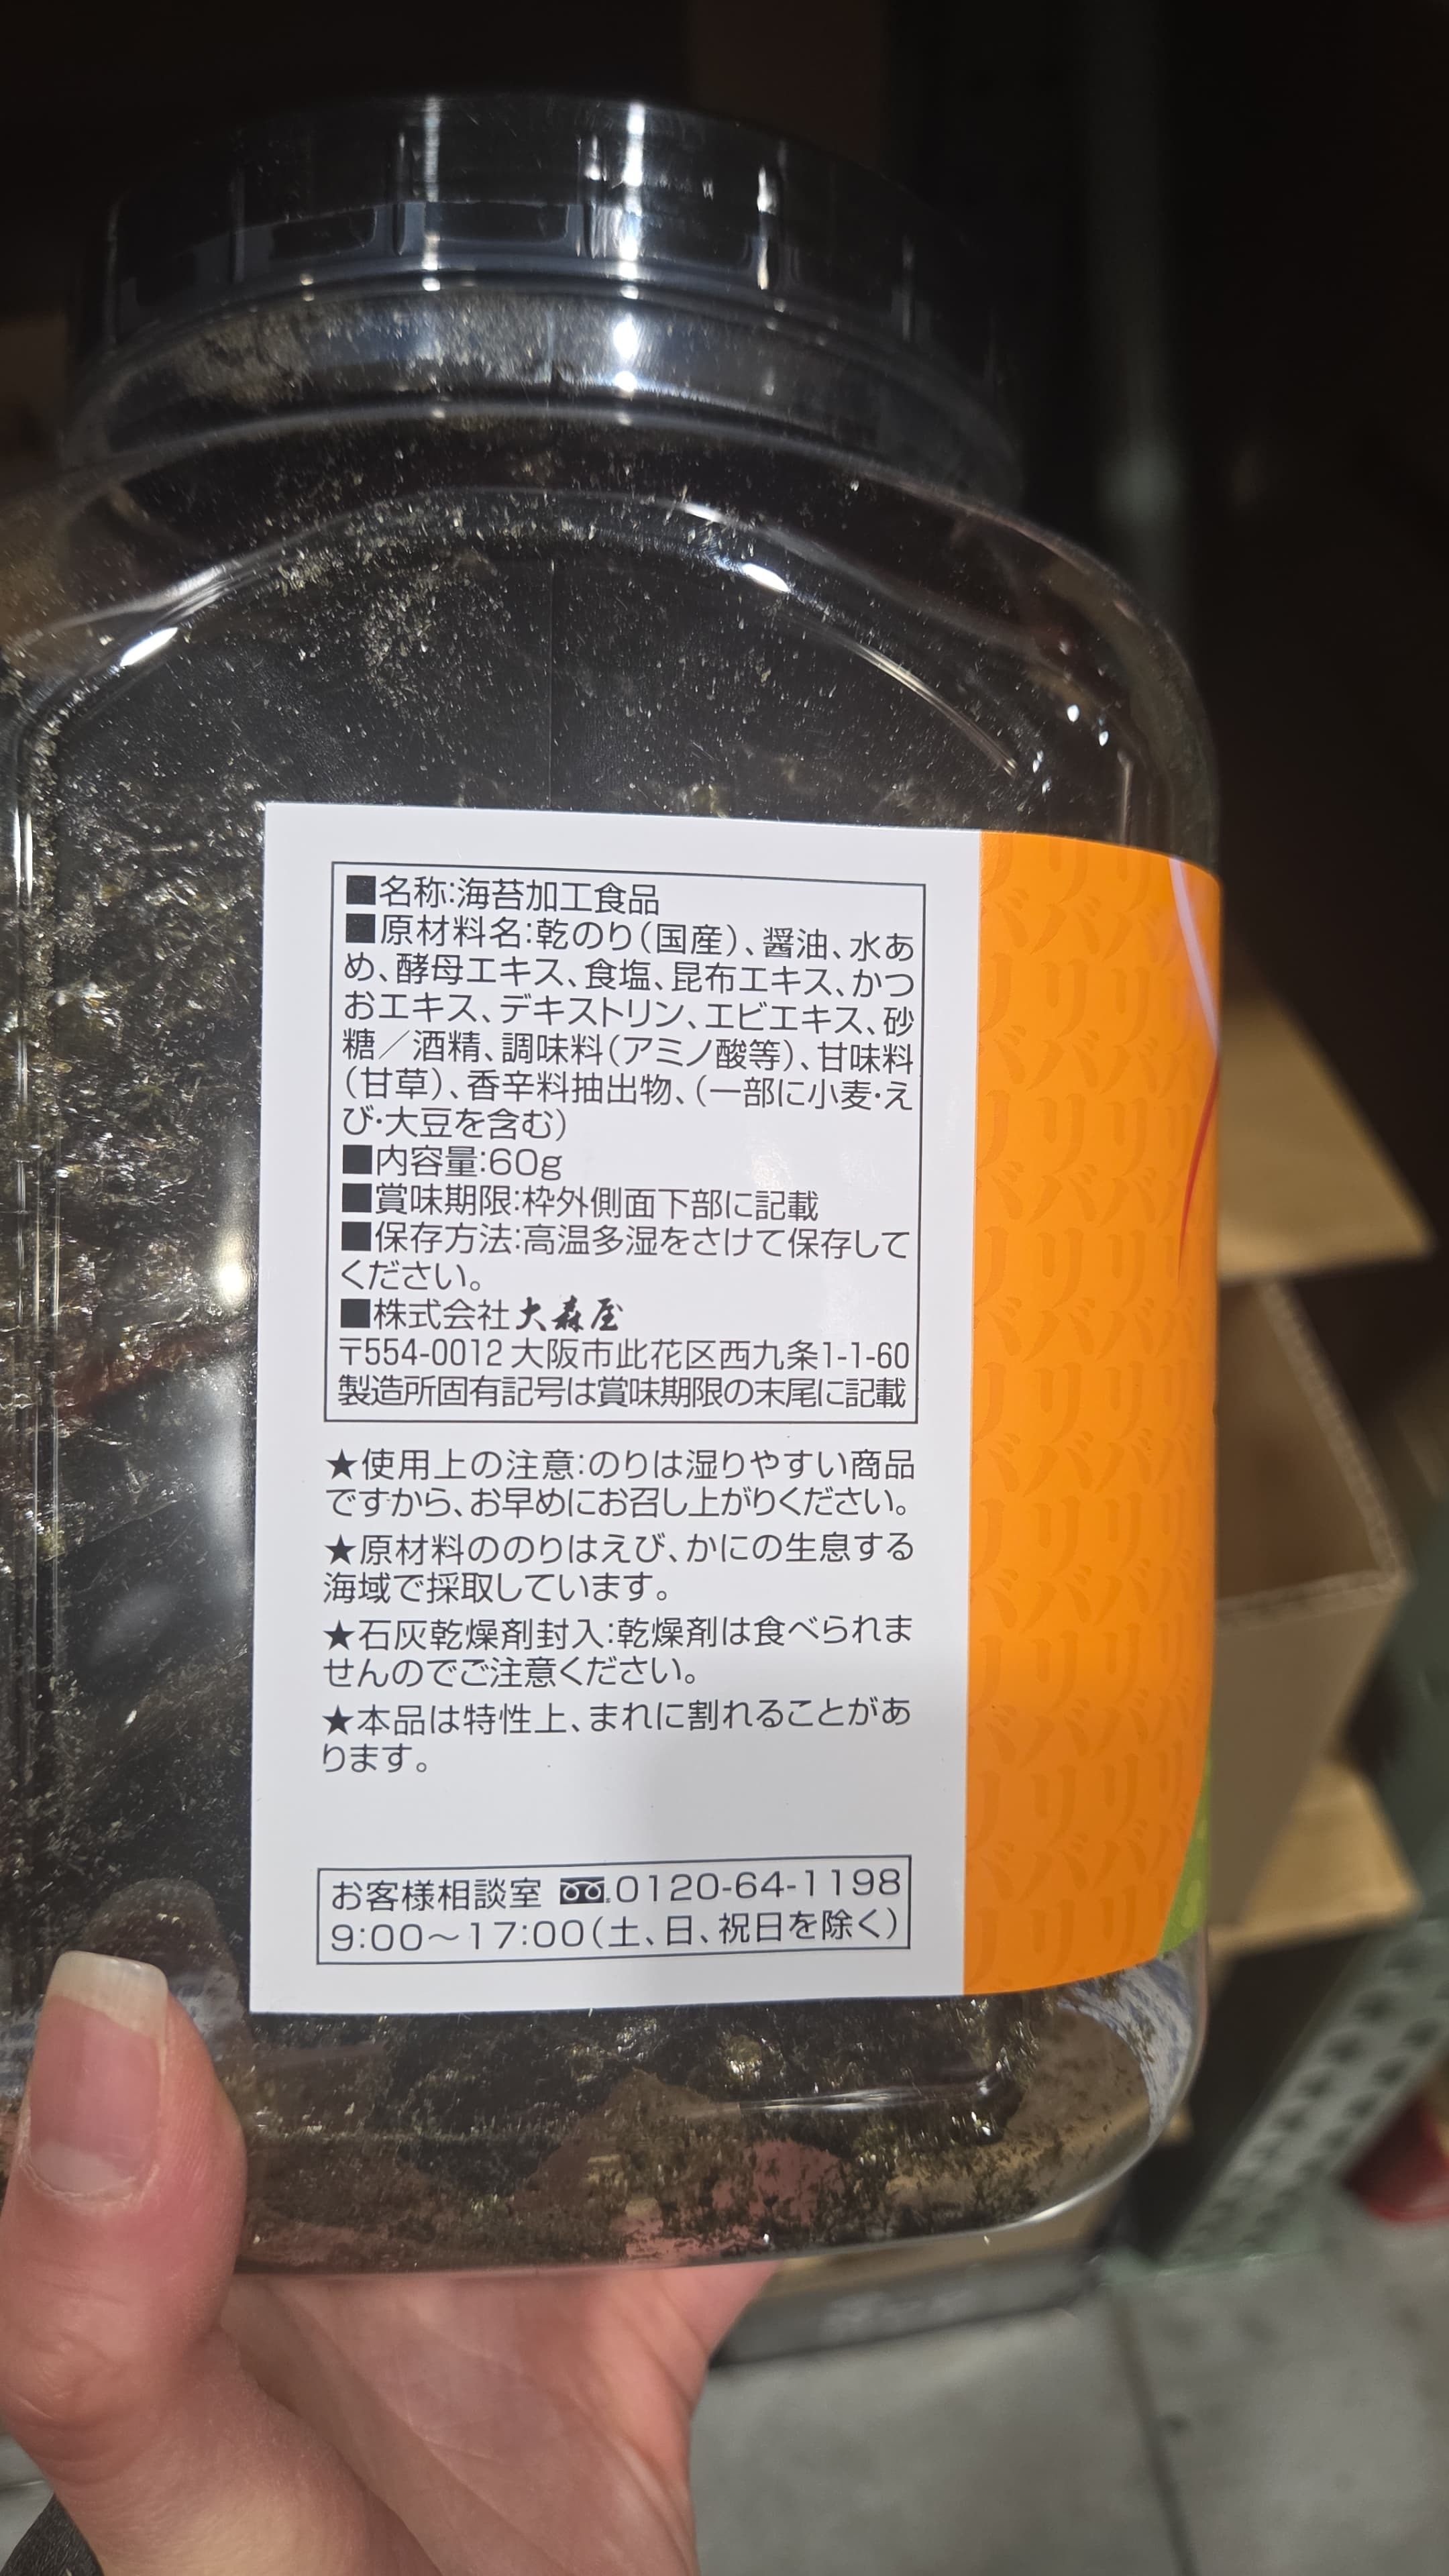 ■名称:海苔加工食品
■原材料名:乾のり(国産)、醤油、水あ
め、酵母エキス、食塩、昆布エキス、かつ
おエキス、デキストリン、エビエキス、砂
糖／酒精、調味料(アミノ酸等)、甘味料
(甘草)、香辛料抽出物、(一部に小麦・え
び・大豆を含む)
■内容量:60g
■賞味期限:枠外側面下部に記載
■保存方法:高温多湿をさけて保存して
ください。
■株式会社大森屋
〒554-0012 大阪市此花区西九条1-1-60
製造所固有記号は賞味期限の末尾に記載
★使用上の注意:のりは湿りやすい商品
ですから、お早めにお召し上がりください。
★原材料ののりはえび、かにの生息する
海域で採取しています。
★石灰乾燥剤封入:乾燥剤は食べられま
せんのでご注意ください。
★本品は特性上、まれに割れることがあ
ります。
お客様相談室 0120-64-1198
9:00～17:00(土、日、祝日を除く)